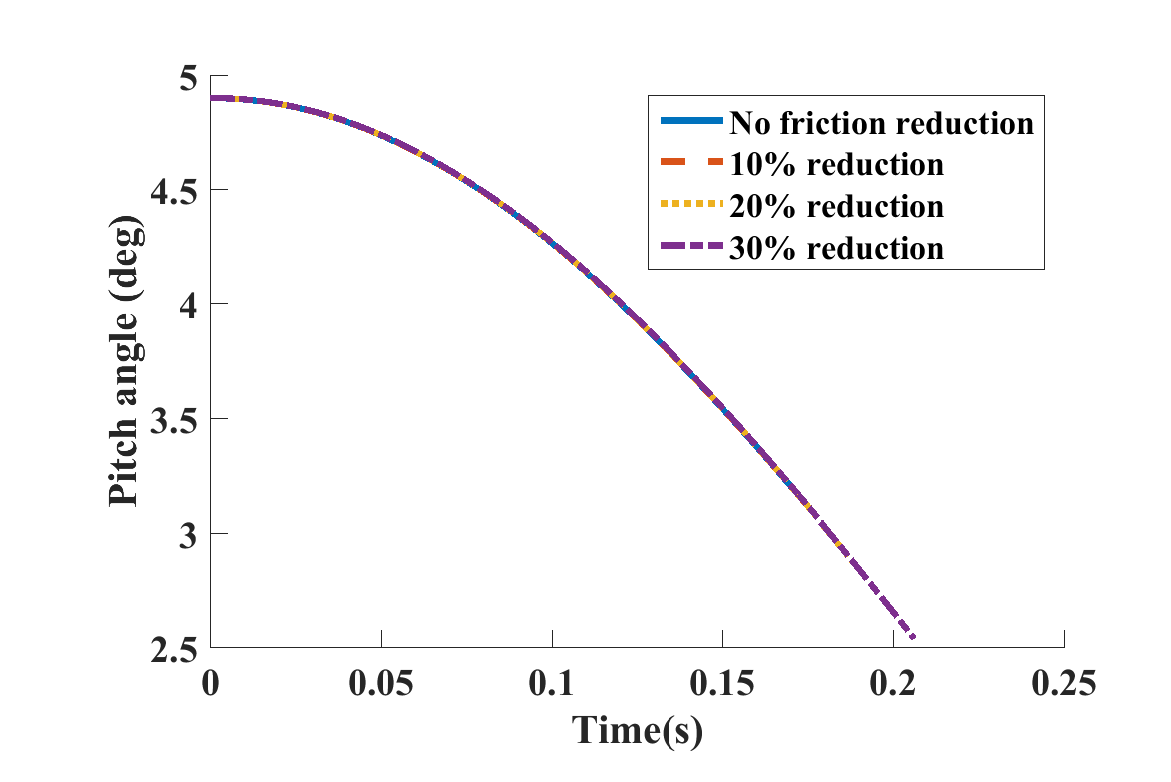 5
4.5
4
3.5
3
2.5
0
0.05
0.1
0.15
0.2
0.25
Pitch angle (deg)
Time(s)
No friction reduction
10% reduction
20% reduction
30% reduction